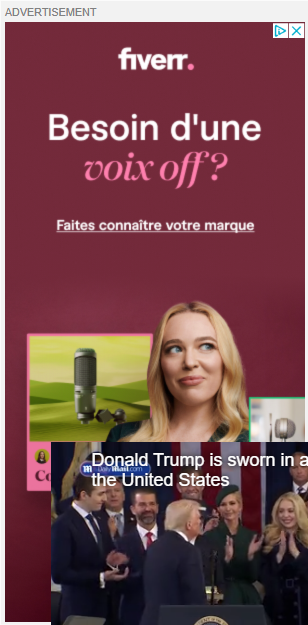 ADVERTISEMENT
fiverr.
Besoin d'une
voix off?
Faites connaître votre marque
Co
Donald Trump is sworn in a
m Daily Mail.com
the United States